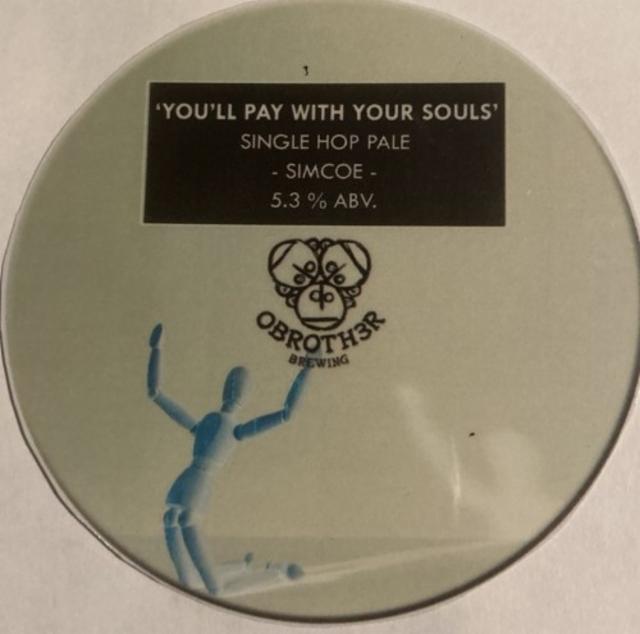 'YOU'LL PAY WITH YOUR SOULS'
SINGLE HOP PALE
- SIMCOE -
5.3 % ABV.
OBROTH3R
BREWING